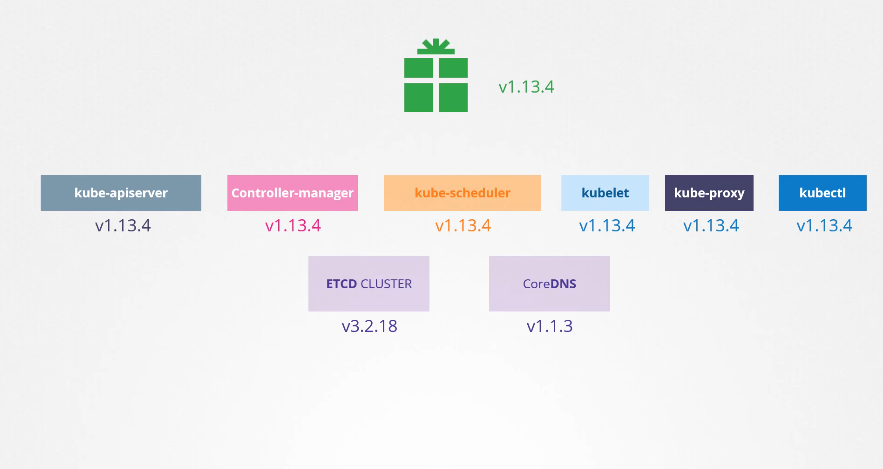 v1.13.4
kube-apiserver
Controller-manager
kube-scheduler
kubelet
kube-proxy
kubectl
v1.13.4
v1.13.4
v1.13.4
v1.13.4
v1.13.4
v1.13.4
ETCD CLUSTER
CoreDNS
v3.2.18
v1.1.3